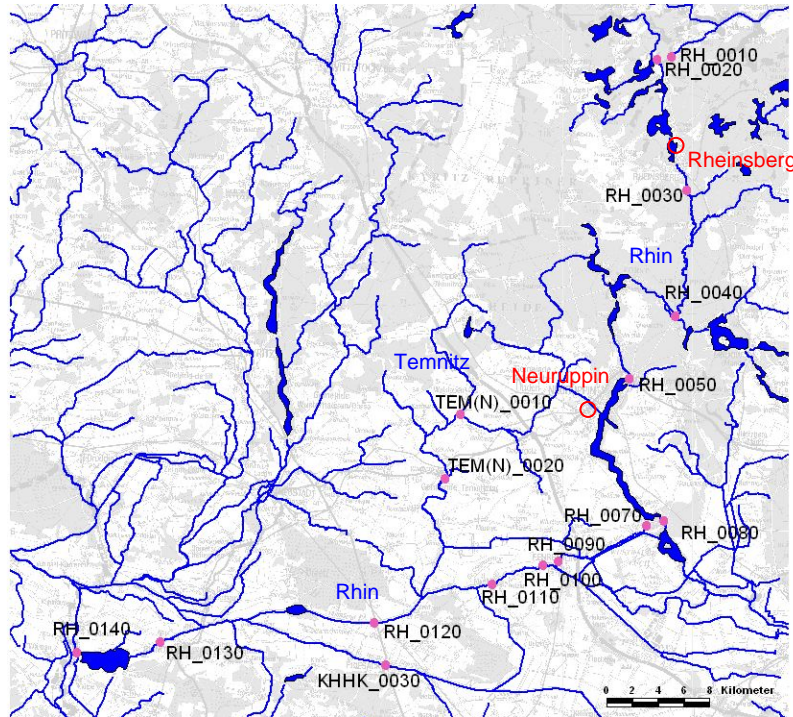 RH_0010
RH_0020
Rheinsberg
RH_0030
Rhin
RH_0040
Temnitz
Neuruppin
RH_0050
TEM(N)_0010
TEM(N)_0020
RH_0070
RH_0080
RH_0090
RH_0100
RH_0110
Rhin
RH_0120
RH_0140
RH_0130
KHHK_0030
0 2 4 6 8 Kilometer